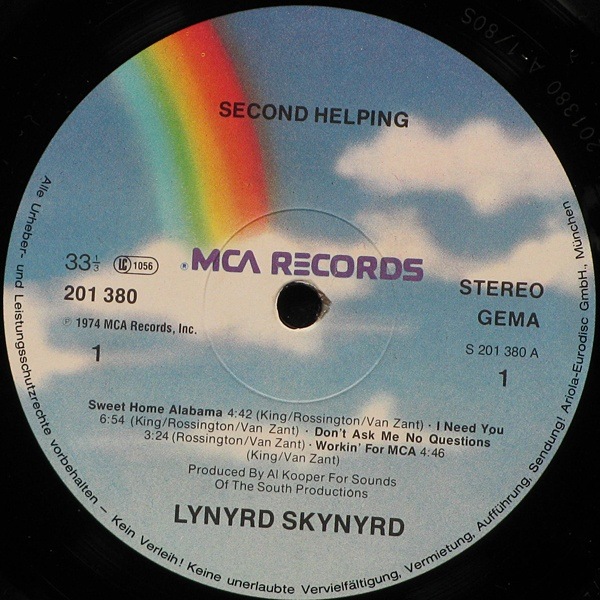 SECOND HELPING
MCA RECORDS
33⅓
LC 1056
201 380
℗ 1974 MCA Records, Inc.
1
STEREO
GEMA
S 201 380 A
1
Sweet Home Alabama 4:42 (King/Rossington/Van Zant) · I Need You
6:54 (King/Rossington/Van Zant) · Don't Ask Me No Questions
3:24 (Rossington/Van Zant) · Workin' For MCA 4:46
(King/Van Zant)
Produced By Al Kooper For Sounds
Of The South Productions
LYNYRD SKYNYRD
Alle Urheber- und Leistungsschutzrechte vorbehalten – Kein Verleih! Keine unerlaubte Vervielfältigung, Vermietung, Aufführung, Sendung! Ariola-Eurodisc GmbH., München
201380 A-1/80S